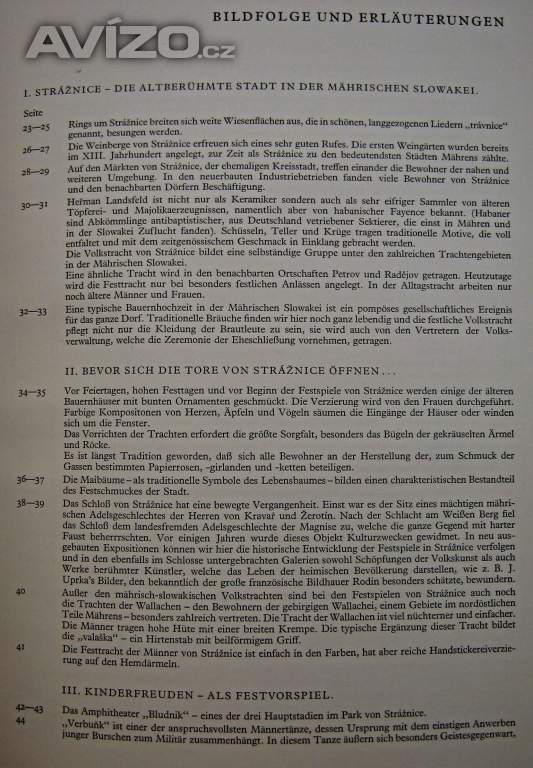 BILDFOLGE UND ERLÄUTERUNGEN
AVÍZO.cz
I. STRÁŽNICE – DIE ALTBERÜHMTE STADT IN DER MÄHRISCHEN SLOWAKEI.
Seite
23—25 Rings um Strážnice breiten sich weite Wiesenflächen aus, die in schönen, langgezogenen Liedern „trávnice"
genannt, besungen werden.
26—27 Die Weinberge von Strážnice erfreuen sich eines sehr guten Rufes. Die ersten Weingärten wurden bereits
im XIII. Jahrhundert angelegt, zur Zeit als Strážnice zu den bedeutendsten Städten Mährens zählte.
28—29 Auf den Märkten von Strážnice, der ehemaligen Kreisstadt, treffen einander die Bewohner der nahen und
weiteren Umgebung. In den neuerbauten Industriebetrieben fanden viele Bewohner von Strážnice
und den benachbarten Dörfern Beschäftigung.
30—31 Heřman Landsfeld ist nicht nur als Keramiker sondern auch als sehr eifriger Sammler von älteren
Töpferei- und Majolikaerzeugnissen, namentlich aber von habanischer Fayence bekannt. (Habaner
sind Abkömmlinge antibaptistischer, aus Deutschland vertriebener Sektierer, die einst in Mähren und
in der Slowakei Zuflucht fanden). Schüsseln, Teller und Krüge tragen traditionelle Motive, die voll
entfaltet und mit dem zeitgenössischem Geschmack in Einklang gebracht werden.
Die Volkstracht von Strážnice bildet eine selbständige Gruppe unter den zahlreichen Trachtengebieten
in der Mährischen Slowakei.
Eine ähnliche Tracht wird in den benachbarten Ortschaften Petrov und Radějov getragen. Heutzutage
wird die Festtracht nur bei besonders festlichen Anlässen angelegt. In der Alltagstracht arbeiten nur
noch ältere Männer und Frauen.
32—33 Eine typische Bauernhochzeit in der Mährischen Slowakei ist ein pompöses gesellschaftliches Ereignis
für das ganze Dorf. Traditionelle Bräuche finden wir hier noch ganz lebendig und die festliche Volkstracht
pflegt nicht nur die Kleidung der Brautleute zu sein, sie wird auch von den Vertretern der Volks-
verwaltung, welche die Zeremonie der Eheschließung vornehmen, getragen.
II. BEVOR SICH DIE TORE VON STRÁŽNICE ÖFFNEN...
34—35 Vor Feiertagen, hohen Festtagen und vor Beginn der Festspiele von Strážnice werden einige der älteren
Bauernhäuser mit bunten Ornamenten geschmückt. Die Verzierung wird von den Frauen durchgeführt.
Farbige Kompositonen von Herzen, Äpfeln und Vögeln säumen die Eingänge der Häuser oder winden
sich um die Fenster.
Das Vorrichten der Trachten erfordert die größte Sorgfalt, besonders das Bügeln der gekräuselten Ärmel
und Röcke.
Es ist längst Tradition geworden, daß sich alle Bewohner an der Herstellung der, zum Schmuck der
Gassen bestimmten Papierrosen, -girlanden und -ketten beteiligen.
36—37 Die Maibäume – als traditionelle Symbole des Lebensbaumes – bilden einen charakteristischen Bestandteil
des Festschmuckes der Stadt.
38—39 Das Schloß von Strážnice hat eine bewegte Vergangenheit. Einst war es der Sitz eines mächtigen mähri-
schen Adelsgeschlechtes der Herren von Kravař und Žerotín. Nach der Schlacht am Weißen Berg fiel
das Schloß dem landesfremden Adelsgeschlechte der Magnise zu, welche die ganze Gegend mit harter
Faust beherrrschten. Vor einigen Jahren wurde dieses Objekt Kulturzwecken gewidmet. In neu aus-
gebauten Expositionen können wir hier die historische Entwicklung der Festspiele in Strážnice verfolgen
und in den ebenfalls im Schlosse untergebrachten Galerien sowohl Schöpfungen der Volkskunst als auch
Werke berühmter Künstler, welche das Leben der heimischen Bevölkerung darstellen, wie z. B. J.
Uprka's Bilder, den bekanntlich der große französische Bildhauer Rodin besonders schätzte, bewundern.
40 Außer den mährisch-slowakischen Volkstrachten sind bei den Festspielen von Strážnice auch noch
die Trachten der Wallachen – den Bewohnern der gebirgigen Wallachei, einem Gebiete im nordöstlichen
Teile Mährens – besonders zahlreich vertreten. Die Tracht der Wallachen ist viel nüchterner und einfacher.
Die Männer tragen hohe Hüte mit einer breiten Krempe. Die typische Ergänzung dieser Tracht bildet
die „valaška" – ein Hirtenstab mit beilförmigem Griff.
41 Die Festtracht der Männer von Strážnice ist einfach in den Farben, hat aber reiche Handstickereiverzie-
rung auf den Hemdärmeln.
III. KINDERFREUDEN – ALS FESTVORSPIEL.
42—43 Das Amphitheater „Bludník" – eines der drei Hauptstadien im Park von Strážnice.
44 „Verbuňk" ist einer der anspruchsvollsten Männertänze, dessen Ursprung mit dem einstigen Anwerben
junger Burschen zum Militär zusammenhängt. In diesem Tanze äußern sich besonders Geistesgegenwart,